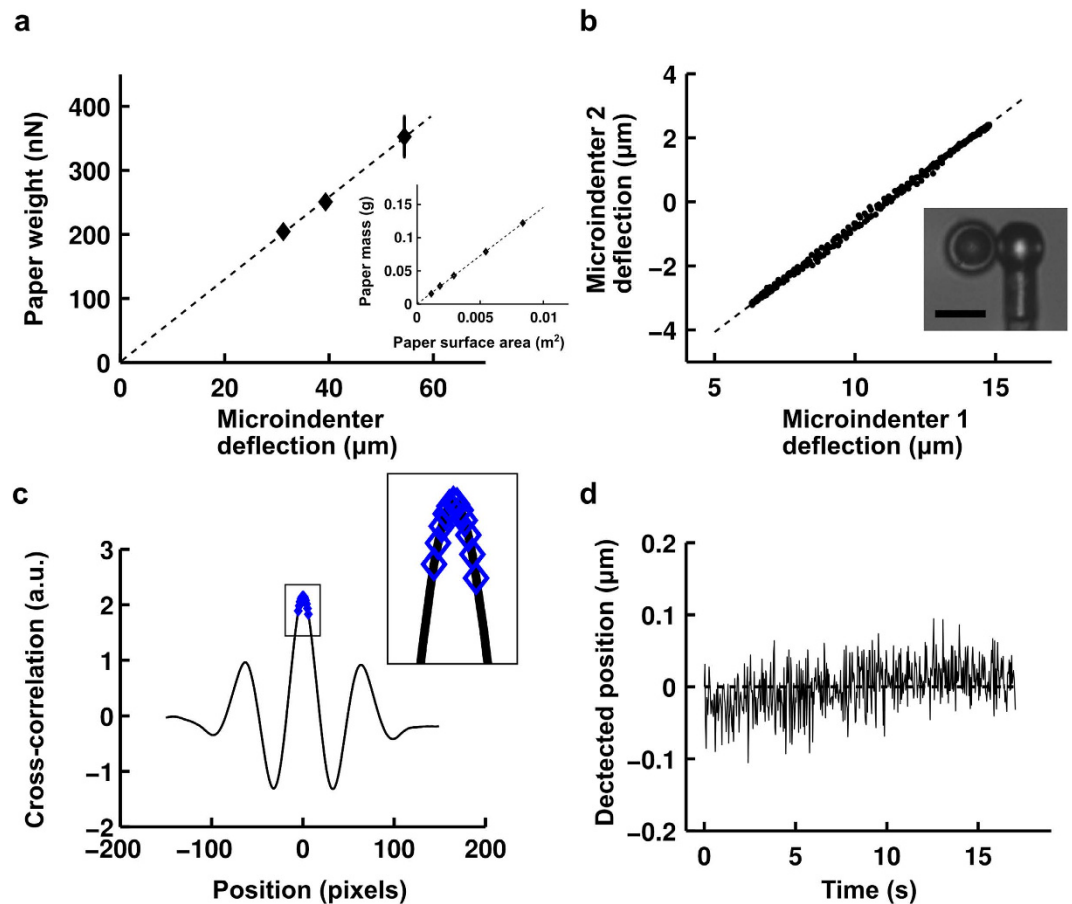 a
Paper weight (nN)
400
300
200
100
0
0 20 40 60
Microindenter
deflection (µm)
Paper mass (g)
0.15
0.1
0.05
0
0.005 0.01
Paper surface area (m²)
b
Microindenter 2
deflection (µm)
4
2
0
−2
−4
5 10 15
Microindenter 1
deflection (µm)
c
Cross-correlation (a.u.)
3
2
1
0
−1
−2
−200 −100 0 100 200
Position (pixels)
d
Dectected position (µm)
0.2
0.1
0
−0.1
−0.2
0 5 10 15
Time (s)